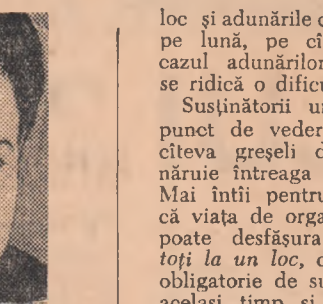 loc și adunările
pe lună, pe cî
cazul adunărilor
se ridică o dificu
Susținătorii un
punct de veder
cîteva greșeli d
năruie întreaga
Mai întîi pentru
că viața de orga
poate desfășura
toți la un loc,
obligatorie de su
același timp și